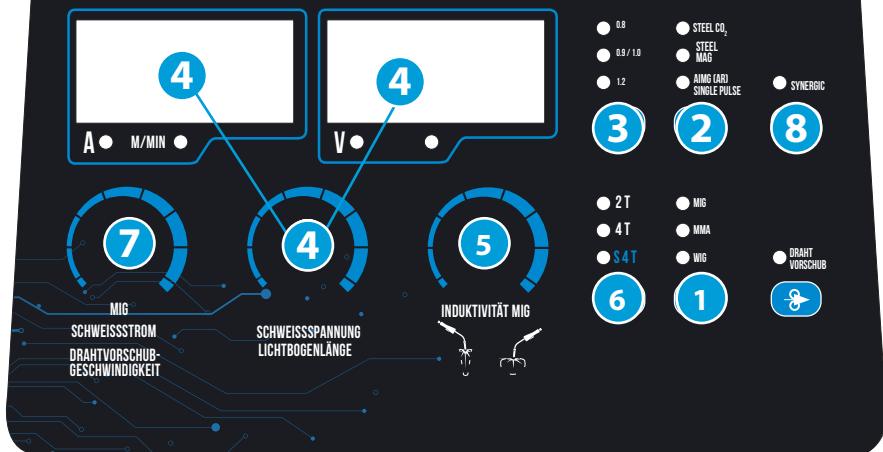 4
4
A
M/MIN
V
0.8
0.9 / 1.0
1.2
STEEL CO₂
STEEL
MAG
AlMG (AR)
SINGLE PULSE
SYNERGIC
3
2
8
7
4
5
2T
4T
S4T
MIG
MMA
WIG
DRAHT
VORSCHUB
6
1
MIG
SCHWEISSSTROM
DRAHTVORSCHUB-
GESCHWINDIGKEIT
SCHWEISSSPANNUNG
LICHTBOGENLÄNGE
INDUKTIVITÄT MIG